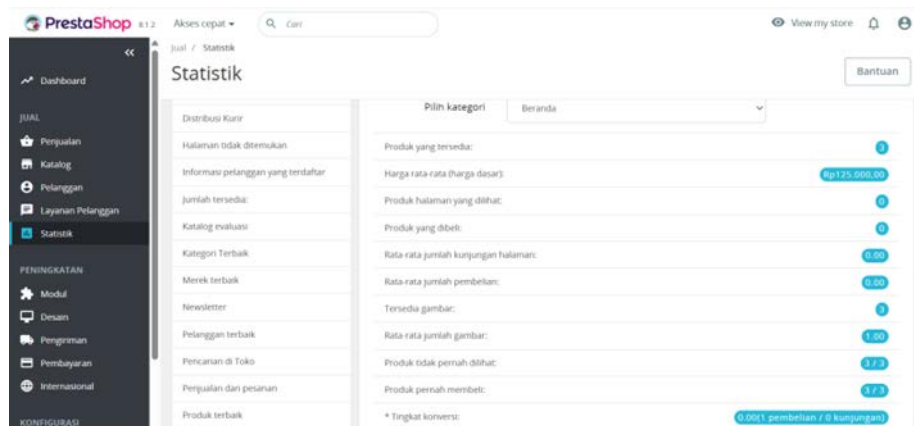 PrestaShop 8.1.2
Akses cepat
Cari
View my store
Jual / Statistik
Statistik
Bantuan
Dashboard
JUAL
Penjualan
Katalog
Pelanggan
Layanan Pelanggan
Statistik
PENINGKATAN
Modul
Desain
Pengiriman
Pembayaran
Internasional
KONFIGURASI
Distribusi Kurir
Halaman tidak ditemukan
Informasi pelanggan yang terdaftar
Jumlah tersedia:
Katalog evaluasi
Kategori Terbaik
Merek terbaik
Newsletter
Pelanggan terbaik
Pencarian di Toko
Penjualan dan pesanan
Produk terbaik
Pilih kategori Beranda
Produk yang tersedia: 3
Harga rata-rata (harga dasar): Rp125.000,00
Produk halaman yang dilihat: 0
Produk yang dibeli: 0
Rata-rata jumlah kunjungan halaman: 0.00
Rata-rata jumlah pembelian: 0.00
Tersedia gambar: 3
Rata-rata jumlah gambar: 1.00
Produk tidak pernah dilihat: 3 / 3
Produk pernah membeli: 3 / 3
* Tingkat konversi: 0.00(1 pembelian / 0 kunjungan)